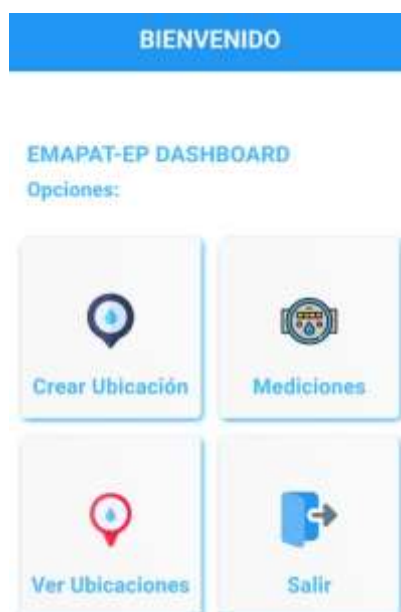 BIENVENIDO
EMAPAT-EP DASHBOARD
Opciones:
Crear Ubicación
Mediciones
Ver Ubicaciones
Salir